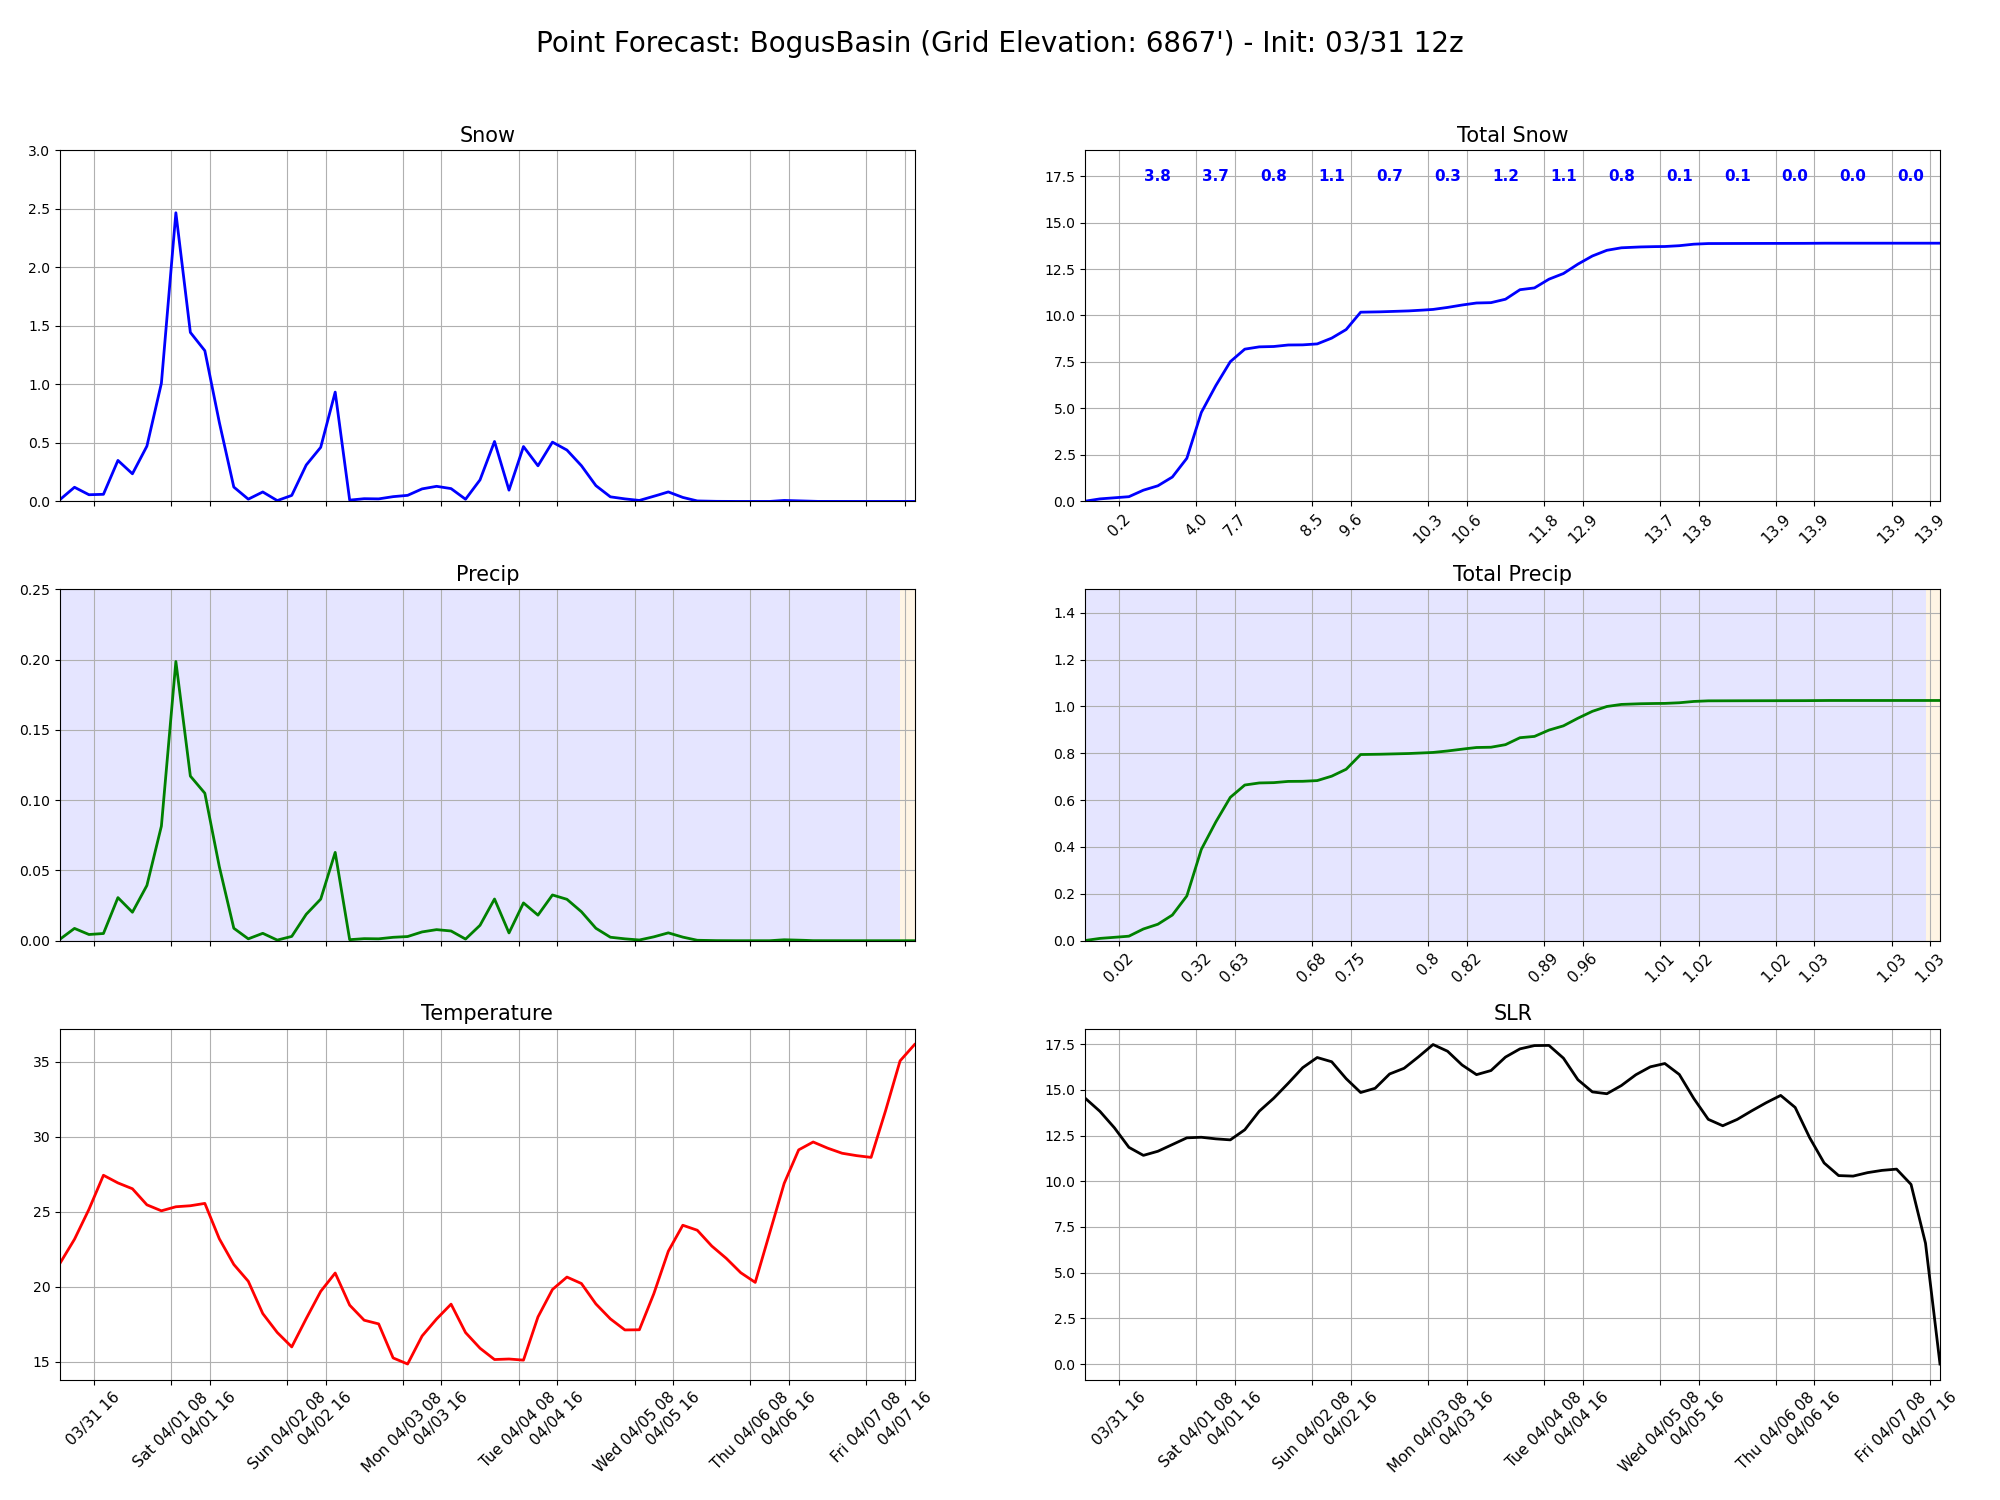 Point Forecast: BogusBasin (Grid Elevation: 6867') - Init: 03/31 12z
Snow
3.0
2.5
2.0
1.5
1.0
0.5
0.0
Total Snow
3.8 3.7 0.8 1.1 0.7 0.3 1.2 1.1 0.8 0.1 0.1 0.0 0.0 0.0
17.5
15.0
12.5
10.0
7.5
5.0
2.5
0.0
0.2 4.0 7.7 8.5 9.6 10.3 10.6 11.8 12.9 13.7 13.8 13.9 13.9 13.9 13.9
Precip
0.25
0.20
0.15
0.10
0.05
0.00
Total Precip
1.4
1.2
1.0
0.8
0.6
0.4
0.2
0.0
0.02 0.32 0.63 0.68 0.75 0.8 0.82 0.89 0.96 1.01 1.02 1.02 1.03 1.03 1.03
Temperature
35
30
25
20
15
03/31 16
Sat 04/01 08
04/01 16
Sun 04/02 08
04/02 16
Mon 04/03 08
04/03 16
Tue 04/04 08
04/04 16
Wed 04/05 08
04/05 16
Thu 04/06 08
04/06 16
Fri 04/07 08
04/07 16
SLR
17.5
15.0
12.5
10.0
7.5
5.0
2.5
0.0
03/31 16
Sat 04/01 08
04/01 16
Sun 04/02 08
04/02 16
Mon 04/03 08
04/03 16
Tue 04/04 08
04/04 16
Wed 04/05 08
04/05 16
Thu 04/06 08
04/06 16
Fri 04/07 08
04/07 16